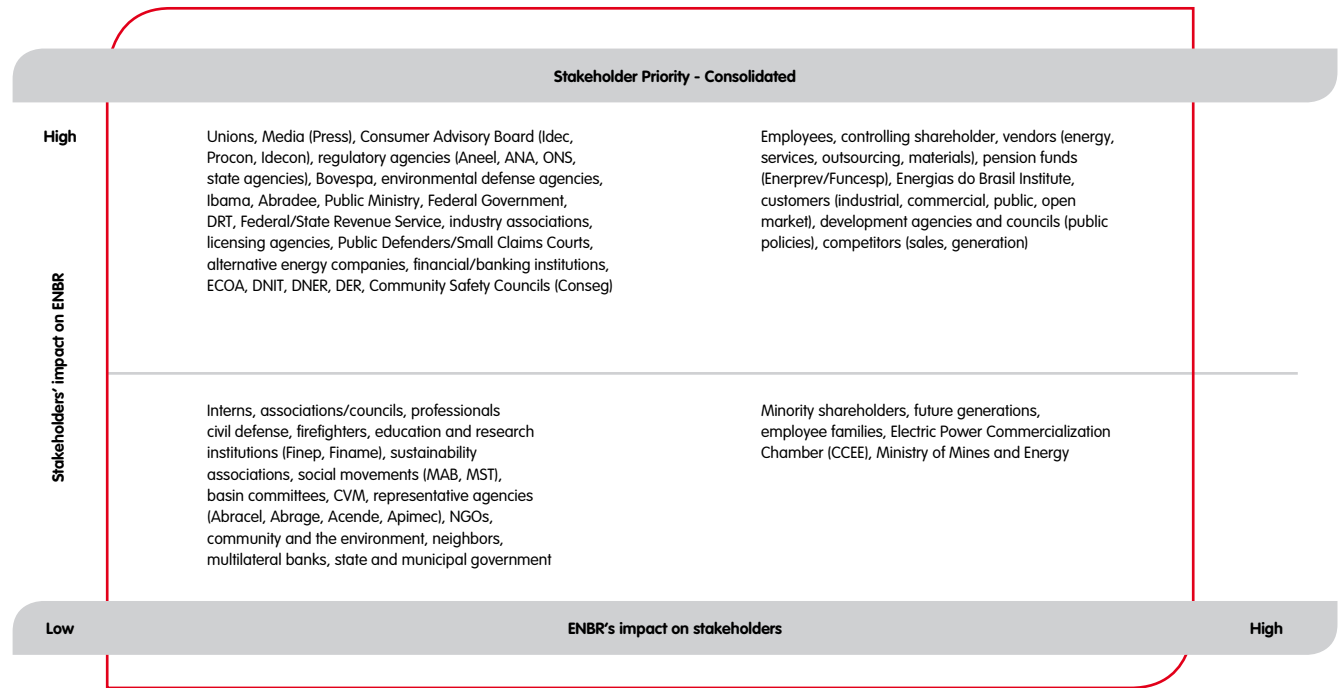 Stakeholder Priority - Consolidated
High
Unions, Media (Press), Consumer Advisory Board (Idec,
Procon, Idecon), regulatory agencies (Aneel, ANA, ONS,
state agencies), Bovespa, environmental defense agencies,
Ibama, Abradee, Public Ministry, Federal Government,
DRT, Federal/State Revenue Service, industry associations,
licensing agencies, Public Defenders/Small Claims Courts,
alternative energy companies, financial/banking institutions,
ECOA, DNIT, DNER, DER, Community Safety Councils (Conseg)
Employees, controlling shareholder, vendors (energy,
services, outsourcing, materials), pension funds
(Enerprev/Funcesp), Energias do Brasil Institute,
customers (industrial, commercial, public, open
market), development agencies and councils (public
policies), competitors (sales, generation)
Stakeholders' impact on ENBR
Interns, associations/councils, professionals
civil defense, firefighters, education and research
institutions (Finep, Finame), sustainability
associations, social movements (MAB, MST),
basin committees, CVM, representative agencies
(Abracel, Abrage, Acende, Apimec), NGOs,
community and the environment, neighbors,
multilateral banks, state and municipal government
Minority shareholders, future generations,
employee families, Electric Power Commercialization
Chamber (CCEE), Ministry of Mines and Energy
Low
ENBR's impact on stakeholders
High